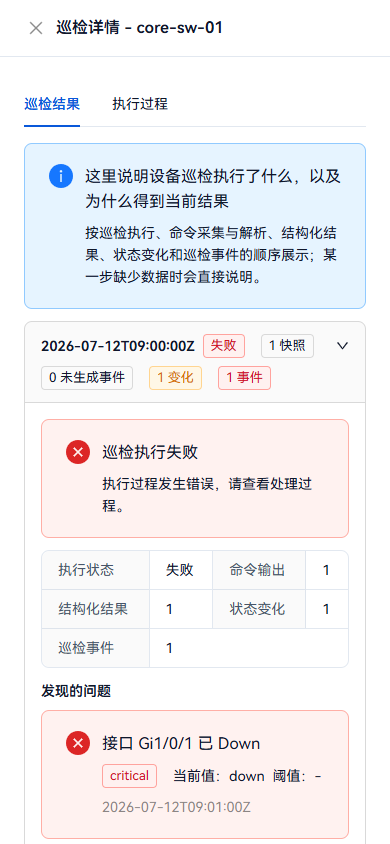 巡检详情 - core-sw-01
巡检结果 执行过程
这里说明设备巡检执行了什么，以及
为什么得到当前结果
按巡检执行、命令采集与解析、结构化结
果、状态变化和巡检事件的顺序展示；某
一步缺少数据时会直接说明。
2026-07-12T09:00:00Z 失败 1 快照
0 未生成事件 1 变化 1 事件
巡检执行失败
执行过程发生错误，请查看处理过
程。
执行状态 失败 命令输出 1
结构化结果 1 状态变化 1
巡检事件 1
发现的问题
接口 Gi1/0/1 已 Down
critical 当前值：down 阈值：-
2026-07-12T09:01:00Z